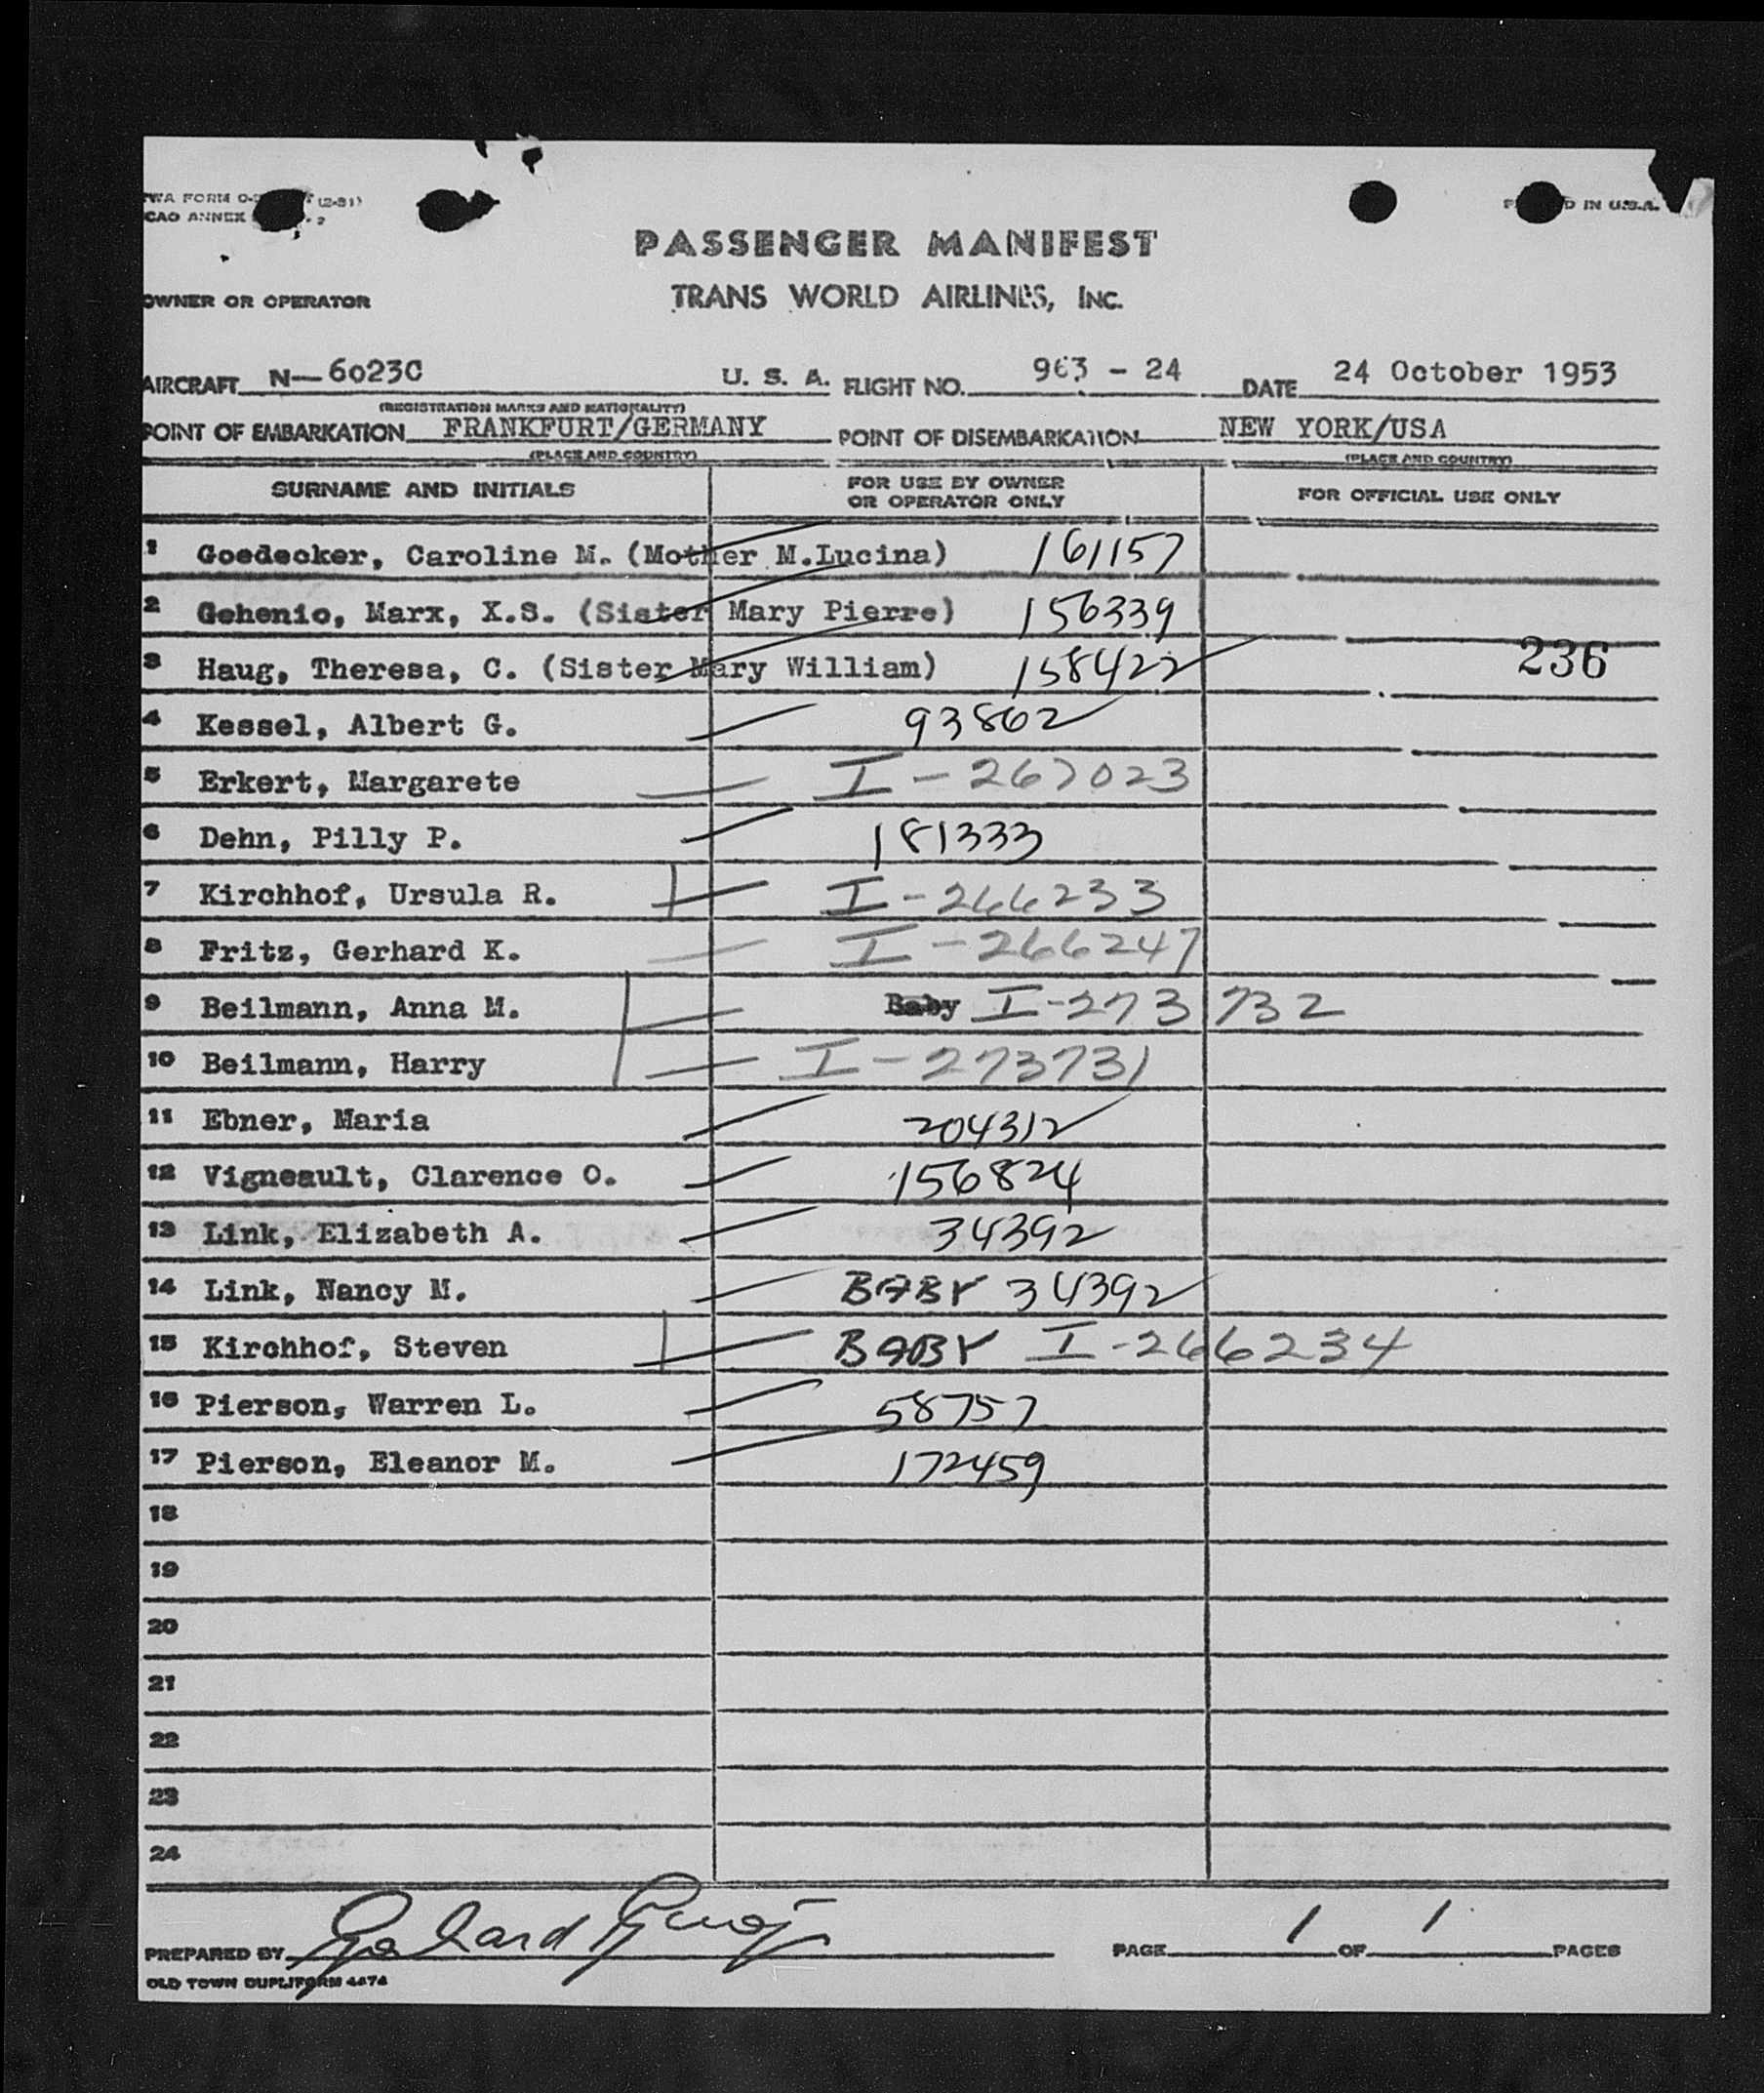 TWA FORM O- (2-51)
ICAO ANNEX 2
IN U.S.A.
PASSENGER MANIFEST
OWNER OR OPERATOR TRANS WORLD AIRLINES, INC.
AIRCRAFT N-6023C U. S. A. FLIGHT NO. 963 - 24 DATE 24 October 1953
(REGISTRATION MARKS AND NATIONALITY)
POINT OF EMBARKATION FRANKFURT/GERMANY POINT OF DISEMBARKATION NEW YORK/USA
(PLACE AND COUNTRY) (PLACE AND COUNTRY)
SURNAME AND INITIALS FOR USE BY OWNER OR OPERATOR ONLY FOR OFFICIAL USE ONLY
1 Goedecker, Caroline M. (Mother M.Lucina) 161157
2 Gehenio, Marx, X.S. (Sister Mary Pierre) 156339
3 Haug, Theresa, C. (Sister Mary William) 158422 236
4 Kessel, Albert G. 93862
5 Erkert, Margarete I-267023
6 Dehn, Pilly P. 181333
7 Kirchhof, Ursula R. I-266233
8 Fritz, Gerhard K. I-266247
9 Beilmann, Anna M. Baby I-273732
10 Beilmann, Harry I-273731
11 Ebner, Maria 204312
12 Vigneault, Clarence O. 156824
13 Link, Elizabeth A. 34392
14 Link, Nancy M. BABY 34392
15 Kirchhof, Steven BABY I-266234
16 Pierson, Warren L. 58757
17 Pierson, Eleanor M. 172459
18
19
20
21
22
23
24
PREPARED BY PAGE 1 OF 1 PAGES
OLD TOWN DUPLIFORM 4474